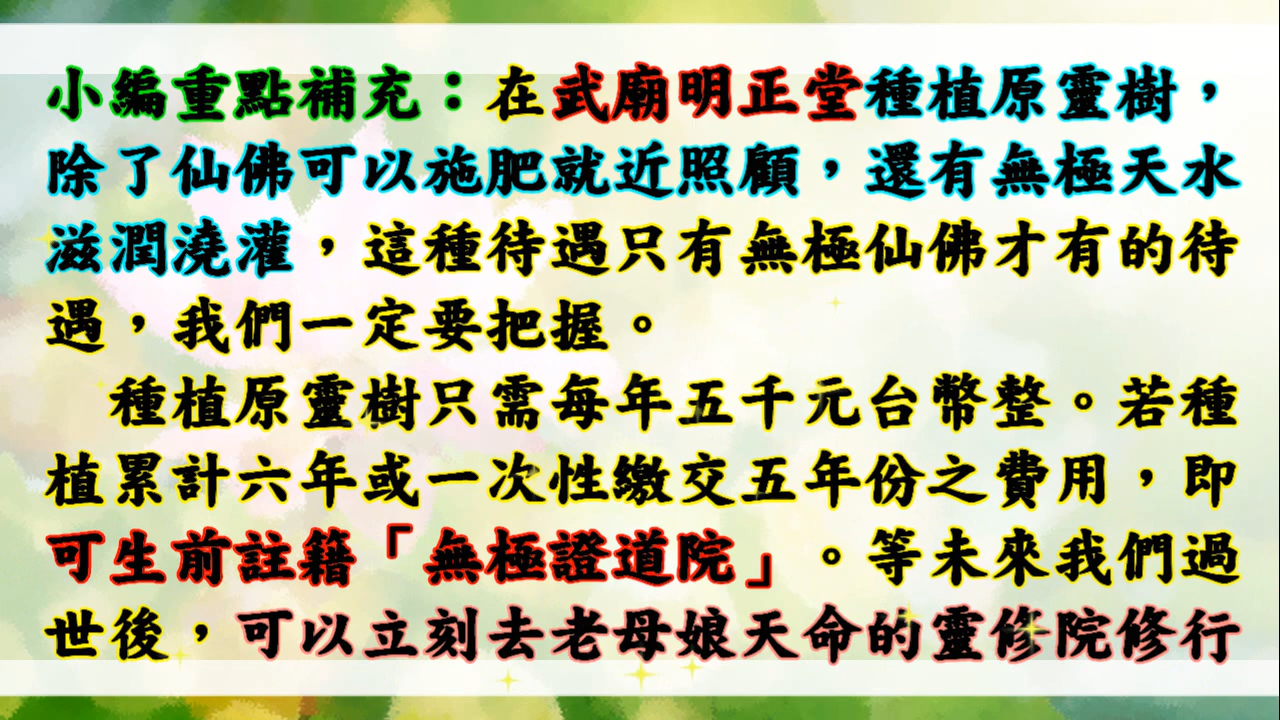 小編重點補充：在武廟明正堂種植原靈樹，
除了仙佛可以施肥就近照顧，還有無極天水
滋潤澆灌，這種待遇只有無極仙佛才有的待
遇，我們一定要把握。
　種植原靈樹只需每年五千元台幣整。若種
植累計六年或一次性繳交五年份之費用，即
可生前註籍「無極證道院」。等未來我們過
世後，可以立刻去老母娘天命的靈修院修行